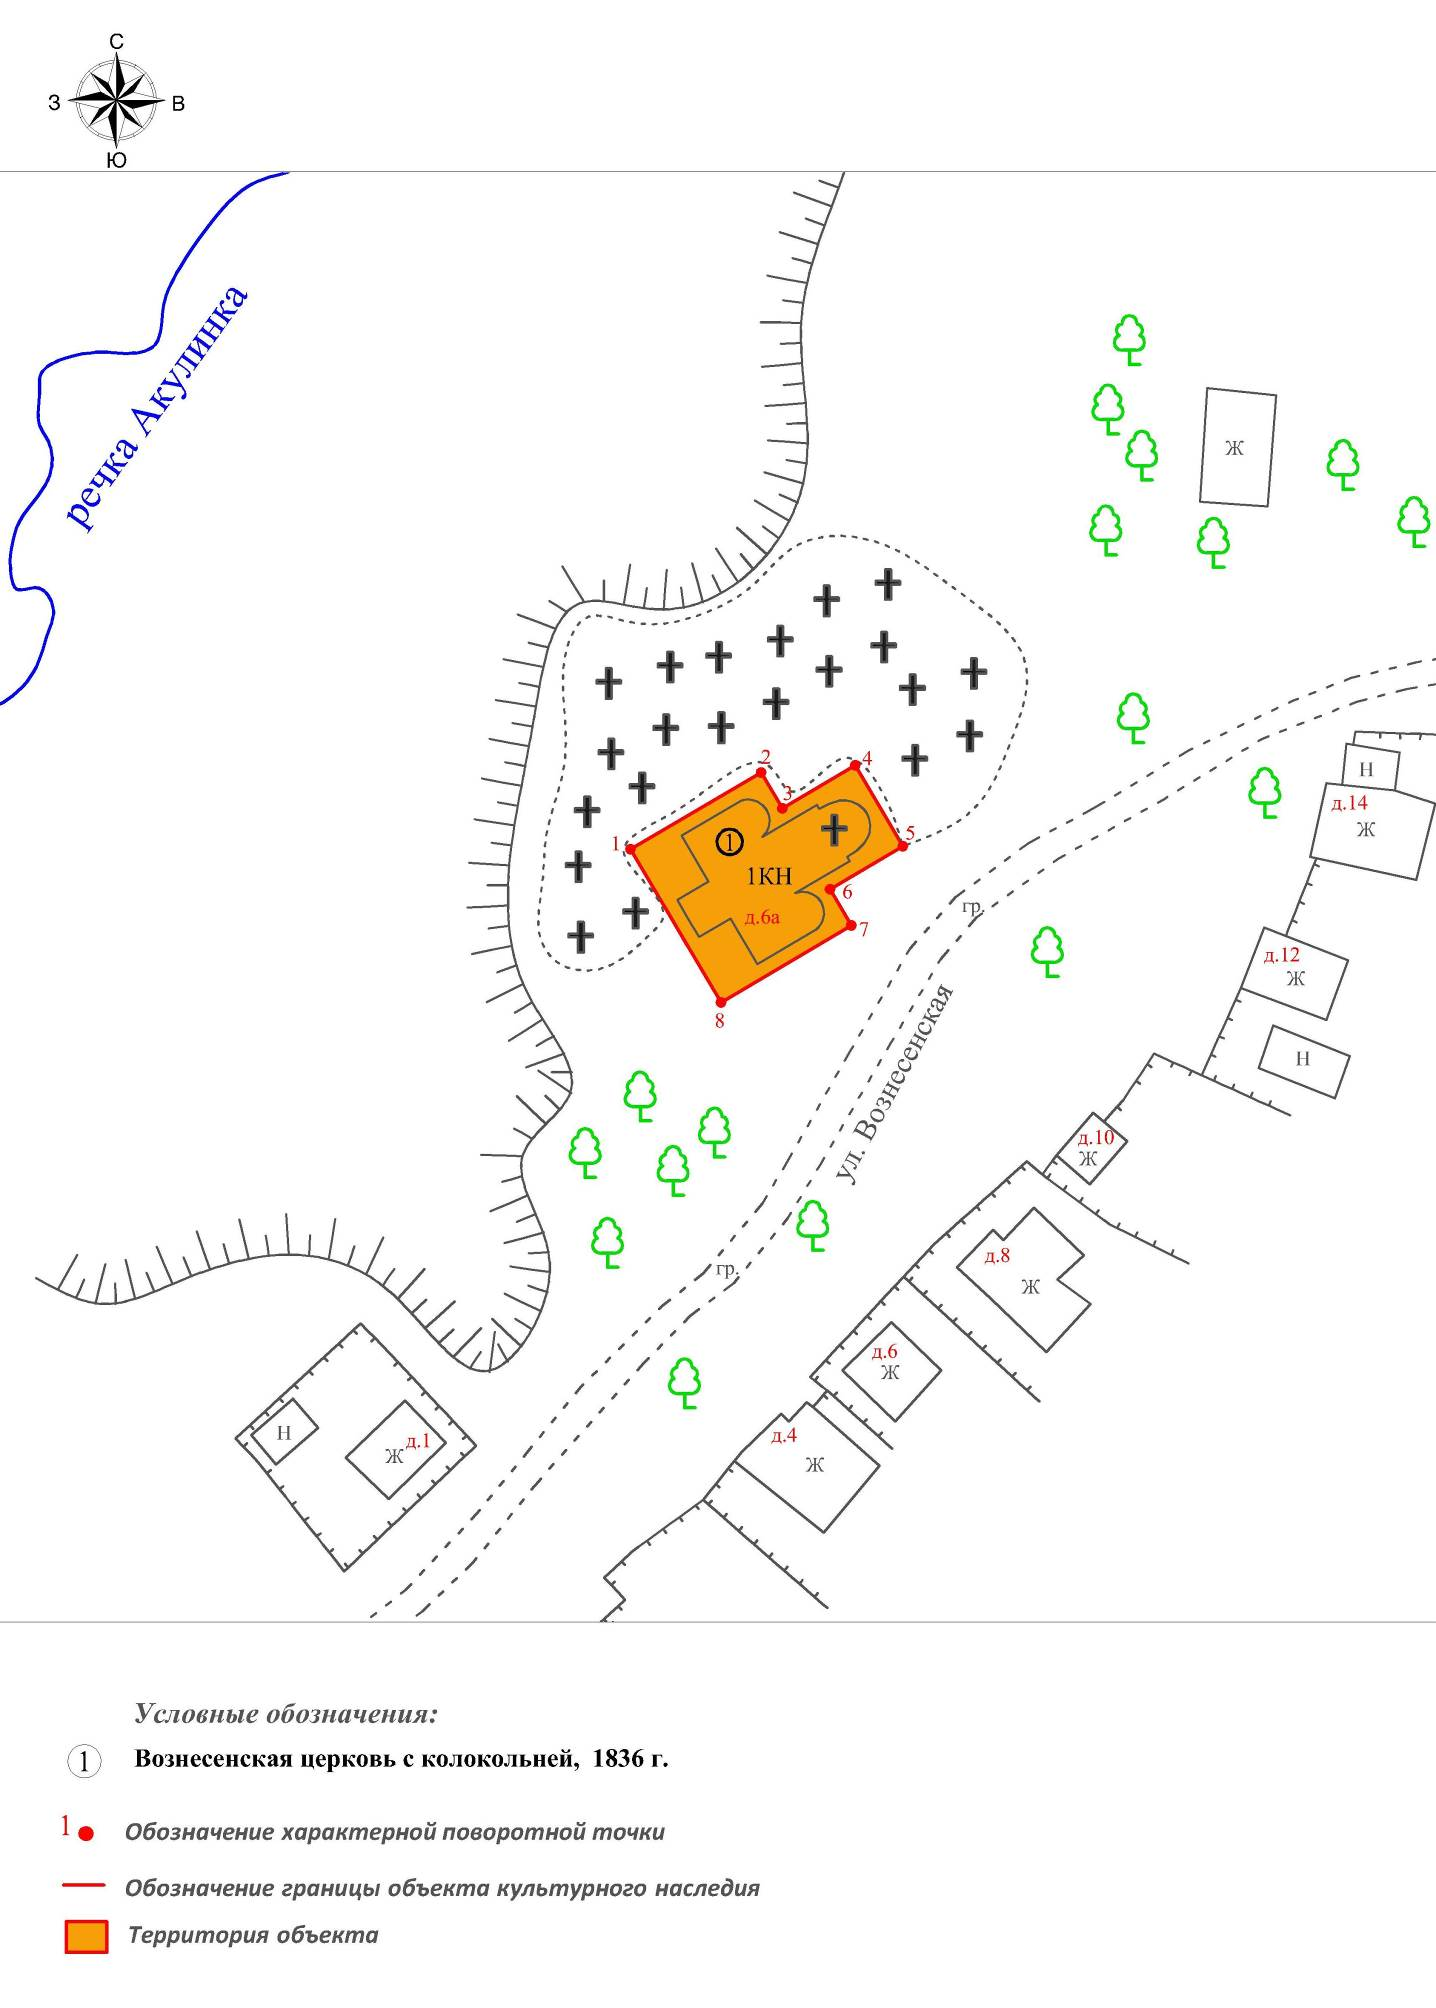 С
З
В
Ю
речка Акулинка
Ж
2
4
Н
3
д.14
Ж
1
1
5
1КН
6
гр.
д.6а
7
д.12
Ж
8
ул. Вознесенская
Н
д.10
Ж
д.8
Ж
гр.
д.6
Ж
Н
д.1
Ж
д.4
Ж
Условные обозначения:
1
Вознесенская церковь с колокольней, 1836 г.
1
Обозначение характерной поворотной точки
Обозначение границы объекта культурного наследия
Территория объекта